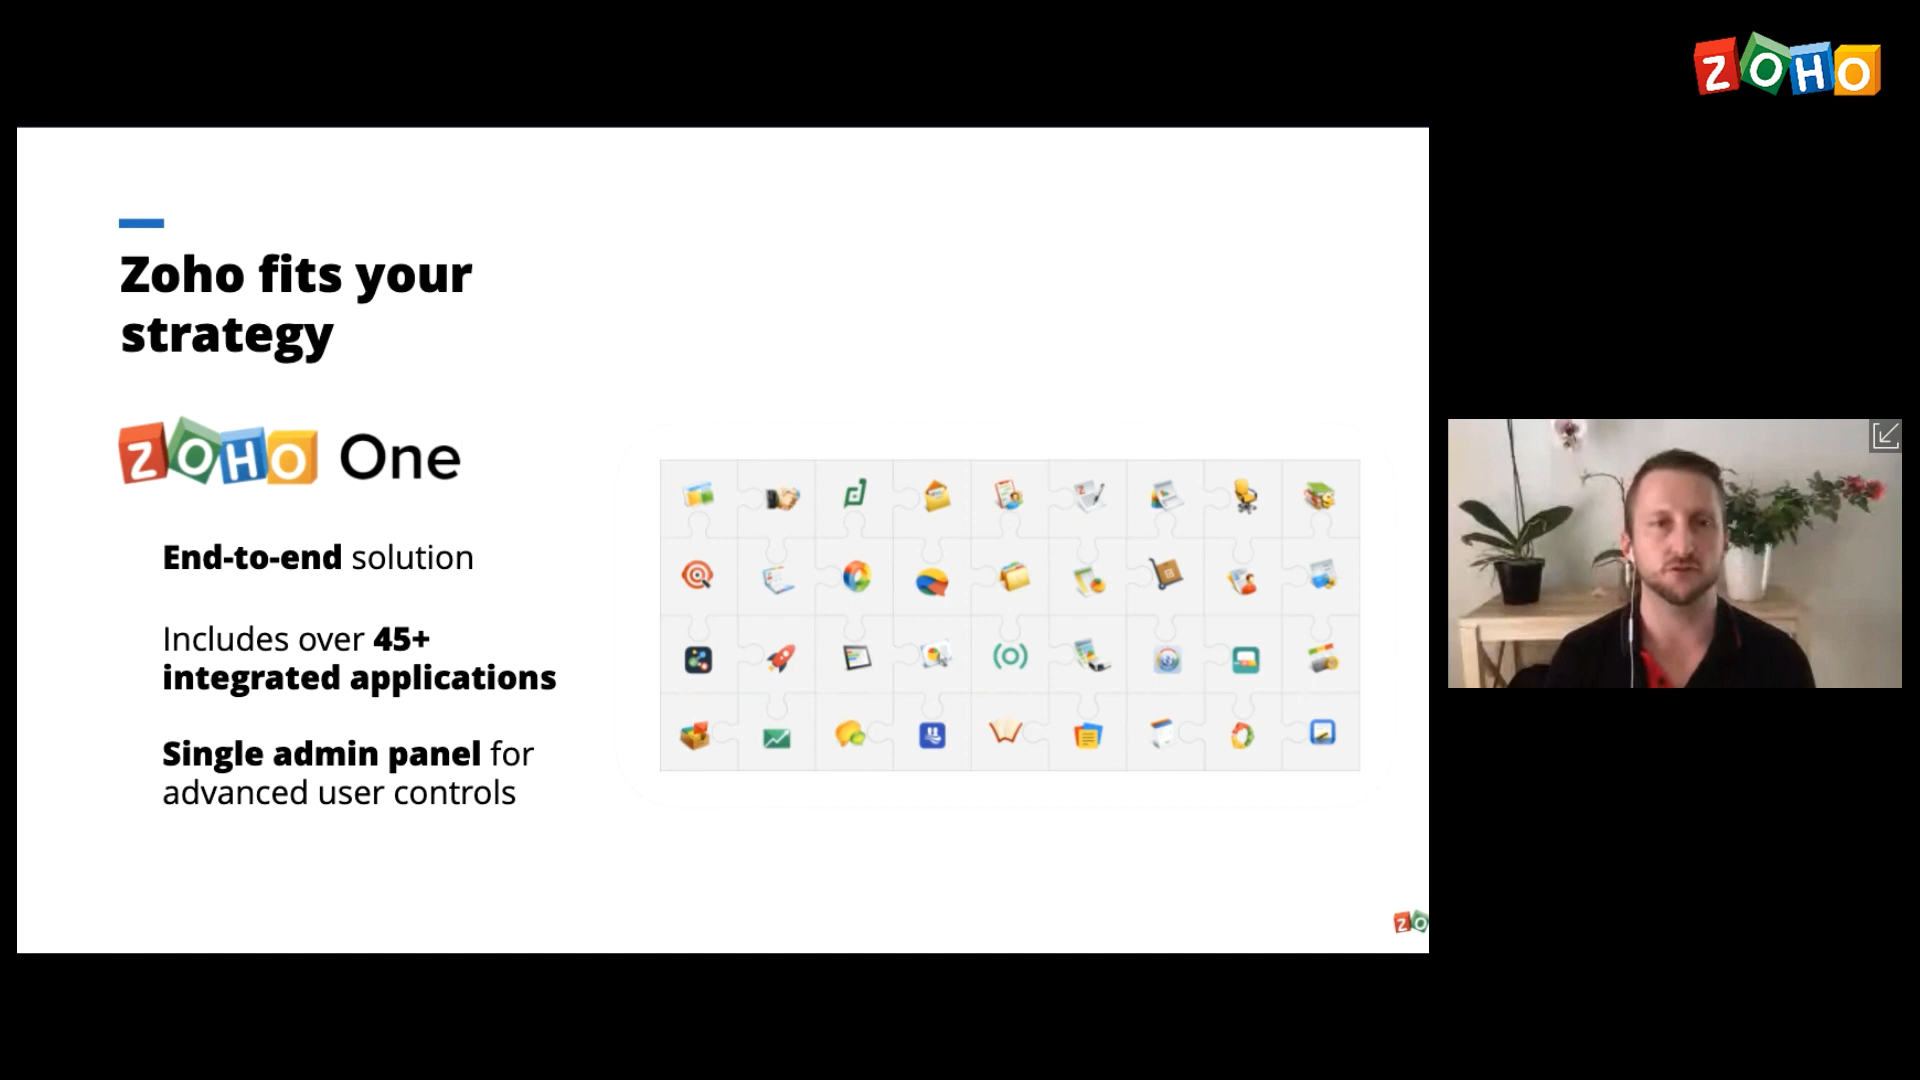 ZOHO
Zoho fits your
strategy
ZOHO One
End-to-end solution
Includes over 45+
integrated applications
Single admin panel for
advanced user controls
ZO